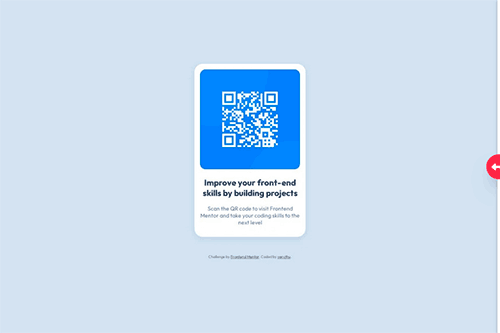 Improve your front-end
skills by building projects
Scan the QR code to visit Frontend
Mentor and take your coding skills to the
next level
Challenge by Frontend Mentor. Coded by